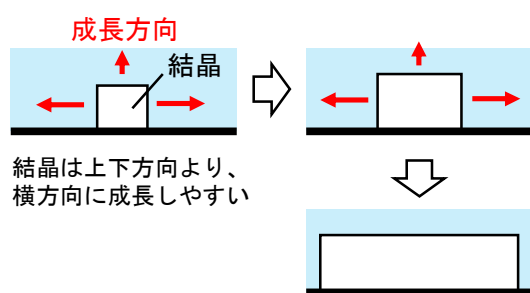 成長方向
結晶
結晶は上下方向より、
横方向に成長しやすい